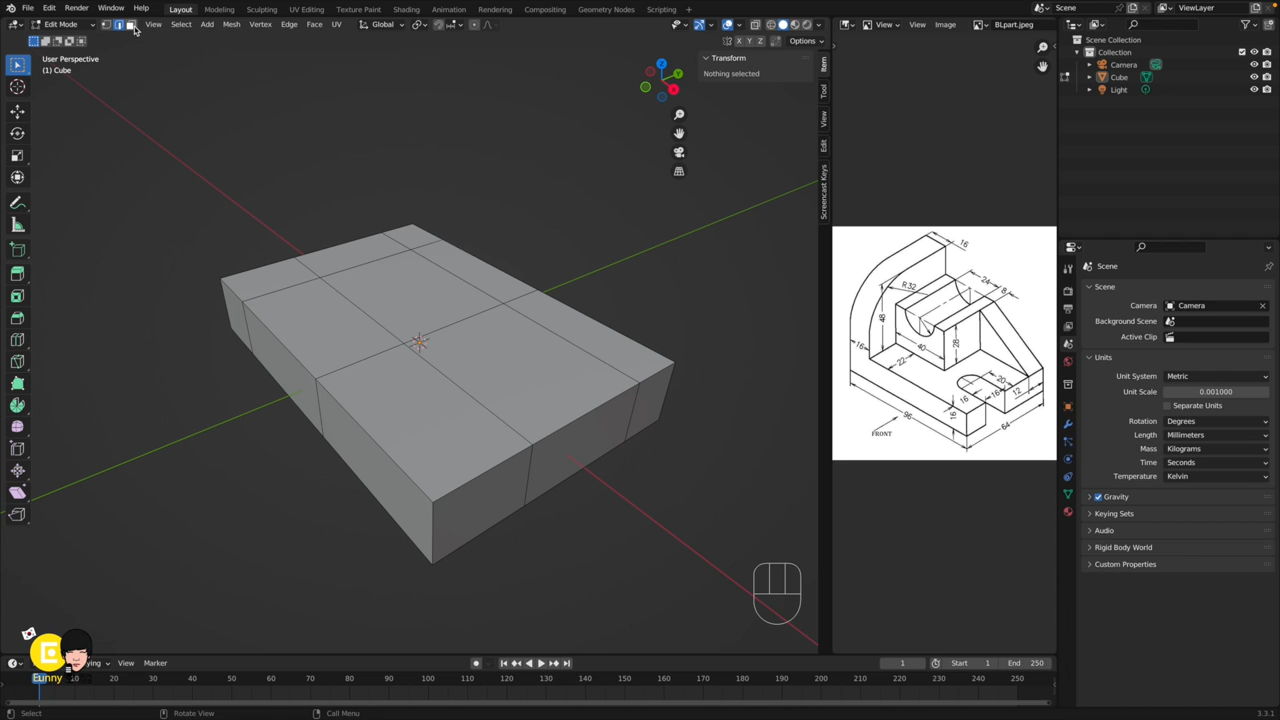 File Edit Render Window Help Layout Modeling Sculpting UV Editing Texture Paint Shading Animation Rendering Compositing Geometry Nodes Scripting Scene ViewLayer
Edit Mode View Select Add Mesh Vertex Edge Face UV Global View View Image BLpart.jpeg
X Y Z Options
User Perspective
(1) Cube
Transform
Nothing selected
Item
Tool
View
Edit
Screencast Keys
Z
Y
X
Scene Collection
Collection
Camera
Cube
Light
16
24
8
R32
48
40
28
16
22
20
16
16
12
16
96
64
FRONT
Scene
Scene
Camera Camera
Background Scene
Active Clip
Units
Unit System Metric
Unit Scale 0.001000
Separate Units
Rotation Degrees
Length Millimeters
Mass Kilograms
Time Seconds
Temperature Kelvin
Gravity
Keying Sets
Audio
Rigid Body World
Custom Properties
Eunny
View Marker 1 Start 1 End 250
10 20 30 40 50 60 70 80 90 100 110 120 130 140 150 160 170 180 190 200 210 220 230 240 250
Select Rotate View Call Menu 3.3.1